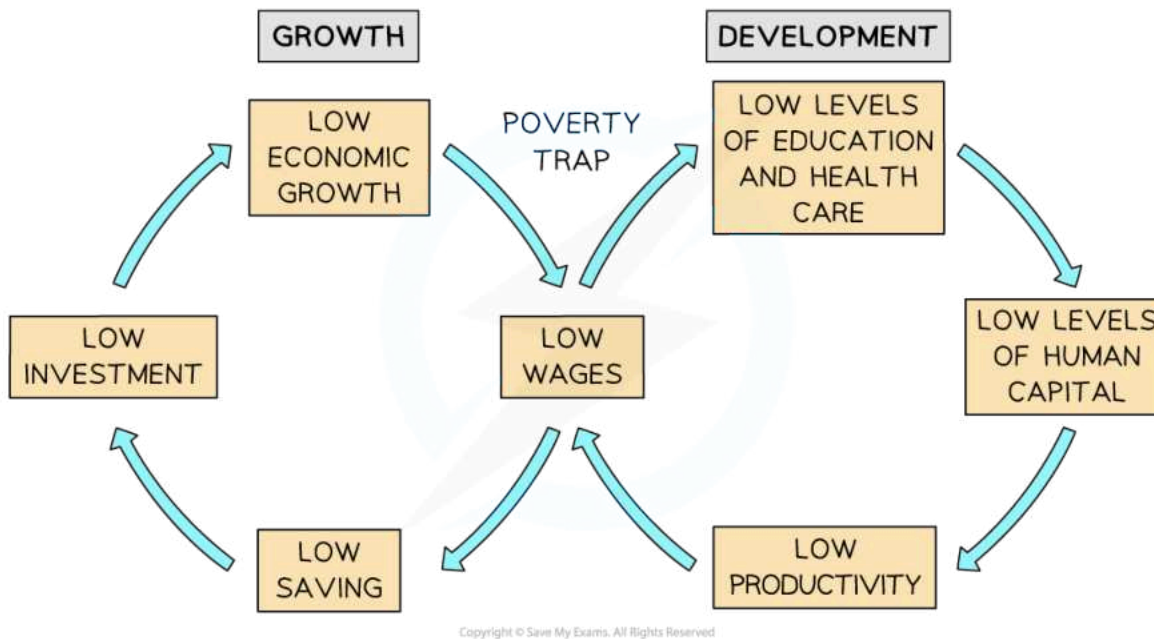 GROWTH
DEVELOPMENT
LOW
ECONOMIC
GROWTH
POVERTY
TRAP
LOW LEVELS
OF EDUCATION
AND HEALTH
CARE
LOW
INVESTMENT
LOW
WAGES
LOW LEVELS
OF HUMAN
CAPITAL
LOW
SAVING
LOW
PRODUCTIVITY
Copyright © Save My Exams. All Rights Reserved